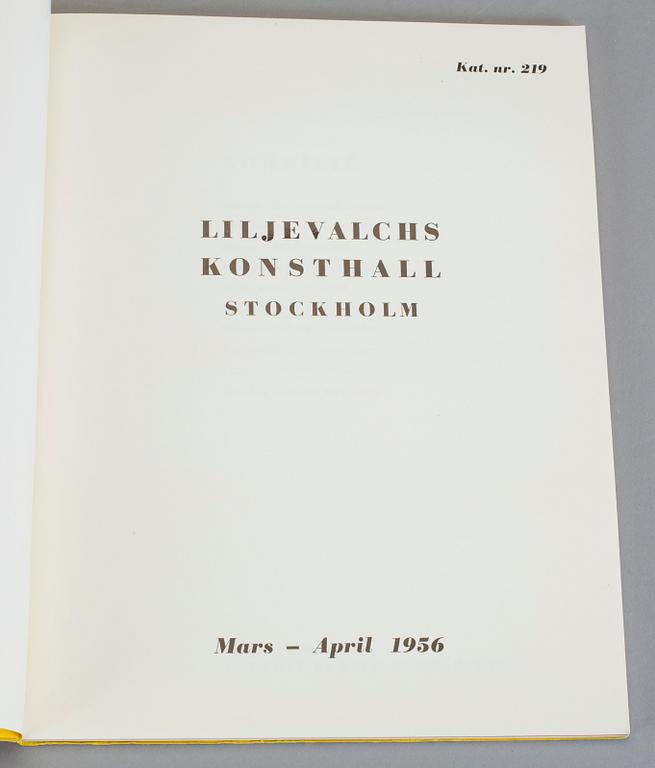 Kat. nr. 219
LILJEVALCHS
KONSTHALL
STOCKHOLM
Mars – April 1956